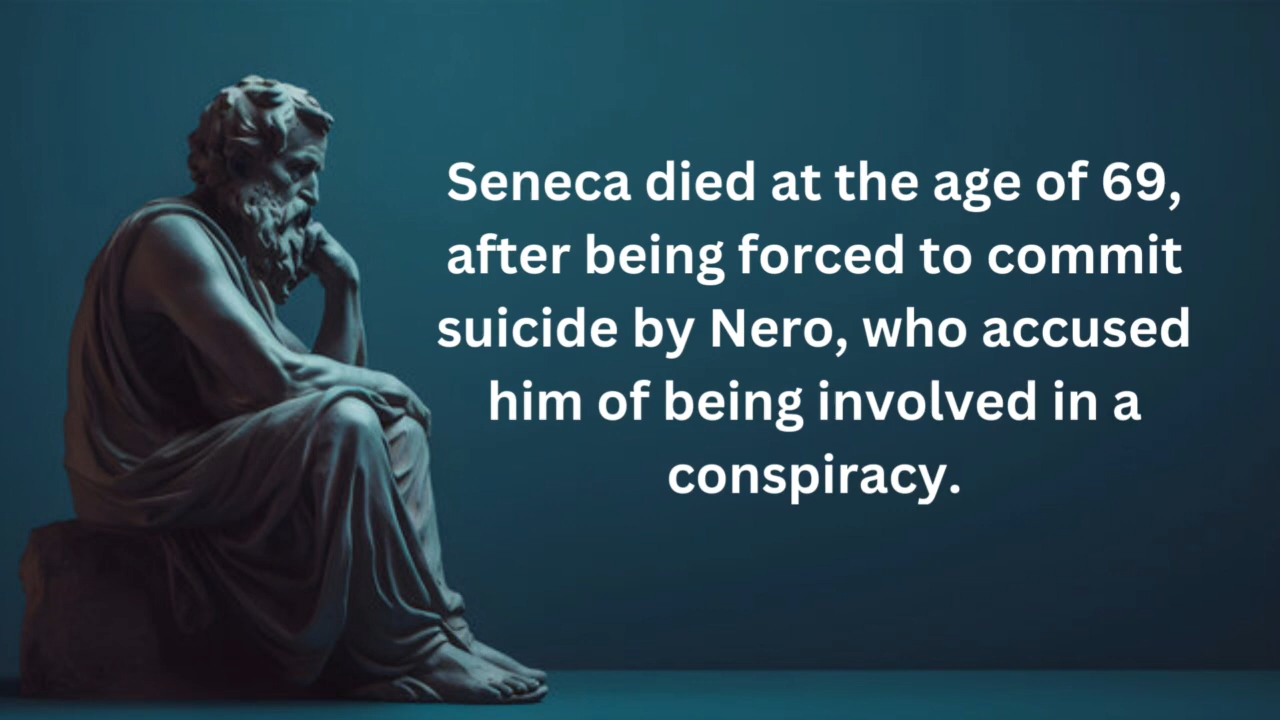 Seneca died at the age of 69,
after being forced to commit
suicide by Nero, who accused
him of being involved in a
conspiracy.